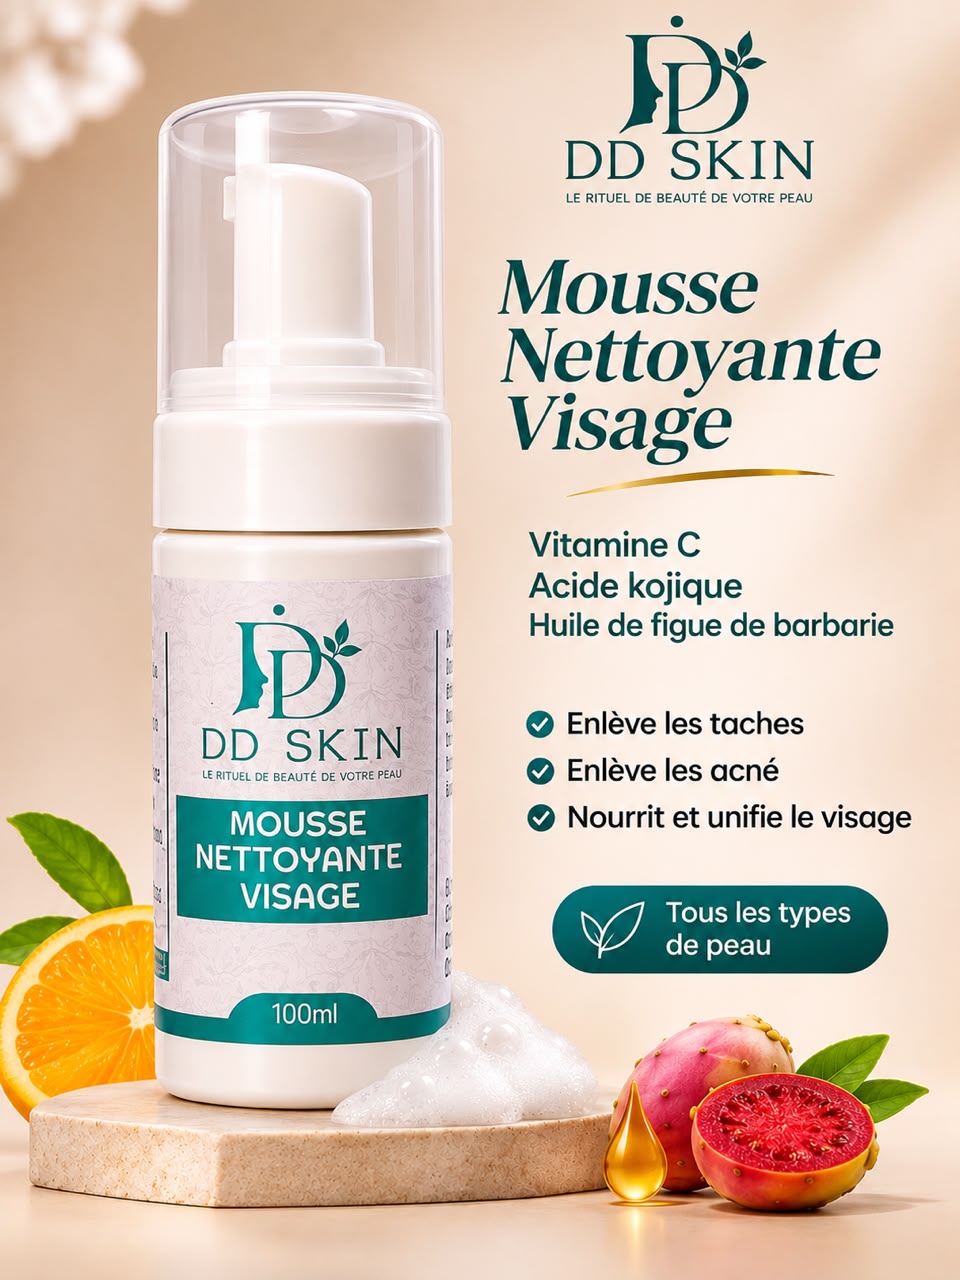 DD SKIN
LE RITUEL DE BEAUTÉ DE VOTRE PEAU
Mousse
Nettoyante
Visage
Vitamine C
Acide kojique
Huile de figue de barbarie
Enlève les taches
Enlève les acné
Nourrit et unifie le visage
Tous les types
de peau
DD SKIN
LE RITUEL DE BEAUTÉ DE VOTRE PEAU
MOUSSE
NETTOYANTE
VISAGE
100ml